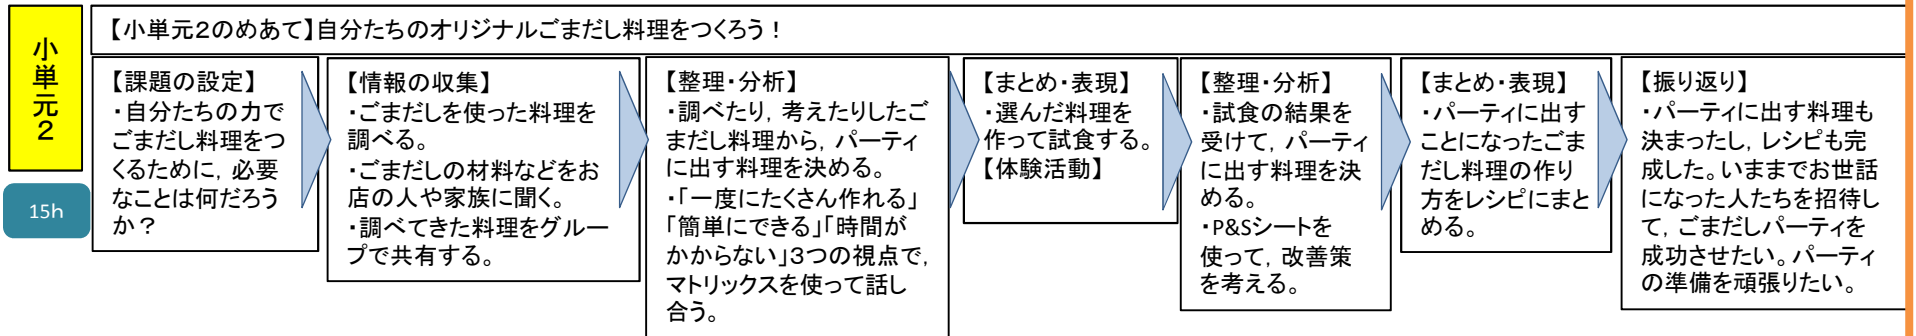 小単元2
15h
【小単元2のめあて】自分たちのオリジナルごまだし料理をつくろう！
【課題の設定】
・自分たちの力で
ごまだし料理をつ
くるために，必要
なことは何だろう
か？
【情報の収集】
・ごまだしを使った料理を
調べる。
・ごまだしの材料などをお
店の人や家族に聞く。
・調べてきた料理をグルー
プで共有する。
【整理・分析】
・調べたり，考えたりしたご
まだし料理から，パーティ
に出す料理を決める。
・「一度にたくさん作れる」
「簡単にできる」「時間が
かからない」３つの視点で，
マトリックスを使って話し
合う。
【まとめ・表現】
・選んだ料理を
作って試食する。
【体験活動】
【整理・分析】
・試食の結果を
受けて，パーティ
に出す料理を決
める。
・P&Sシートを
使って，改善策
を考える。
【まとめ・表現】
・パーティに出す
ことになったごま
だし料理の作り
方をレシピにまと
める。
【振り返り】
・パーティに出す料理も
決まったし，レシピも完
成した。いままでお世話
になった人たちを招待し
て，ごまだしパーティを
成功させたい。パーティ
の準備を頑張りたい。